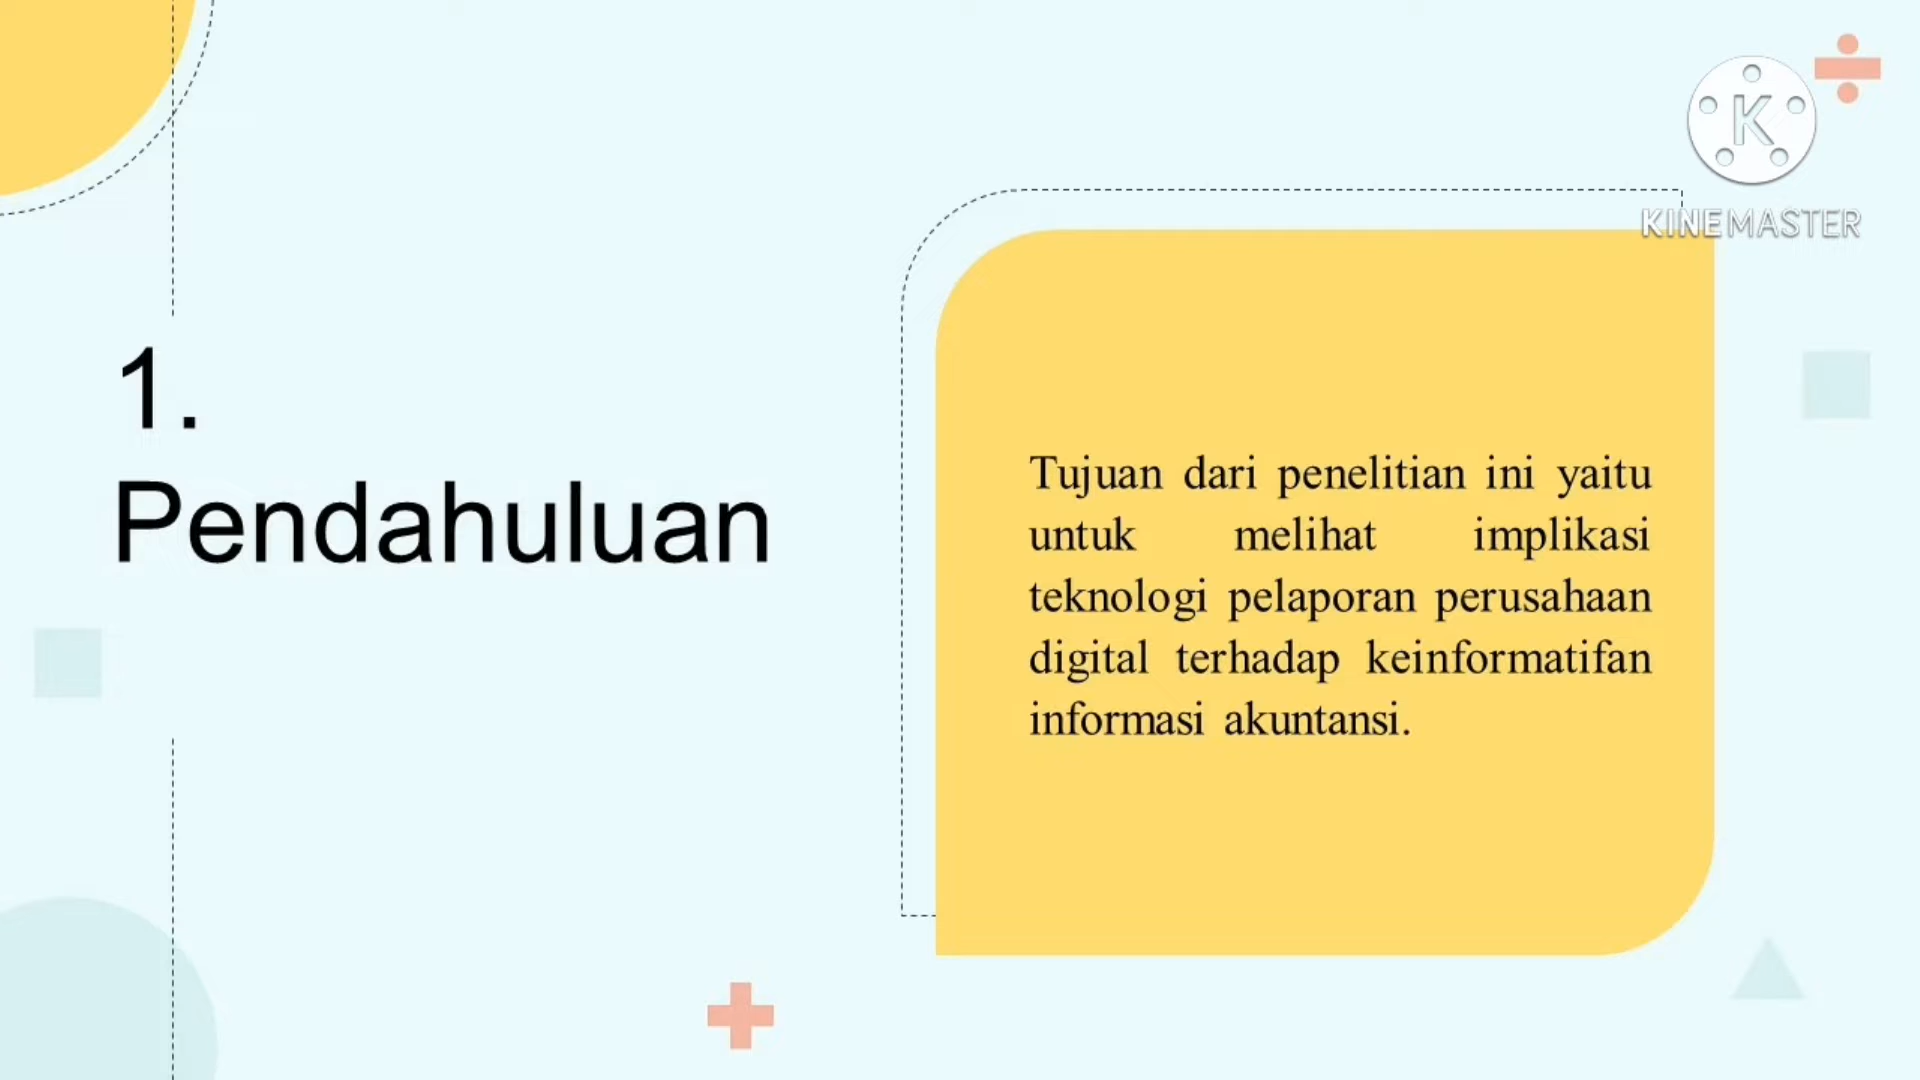 1.
Pendahuluan
Tujuan dari penelitian ini yaitu
untuk melihat implikasi
teknologi pelaporan perusahaan
digital terhadap keinformatifan
informasi akuntansi.
K
KINEMASTER